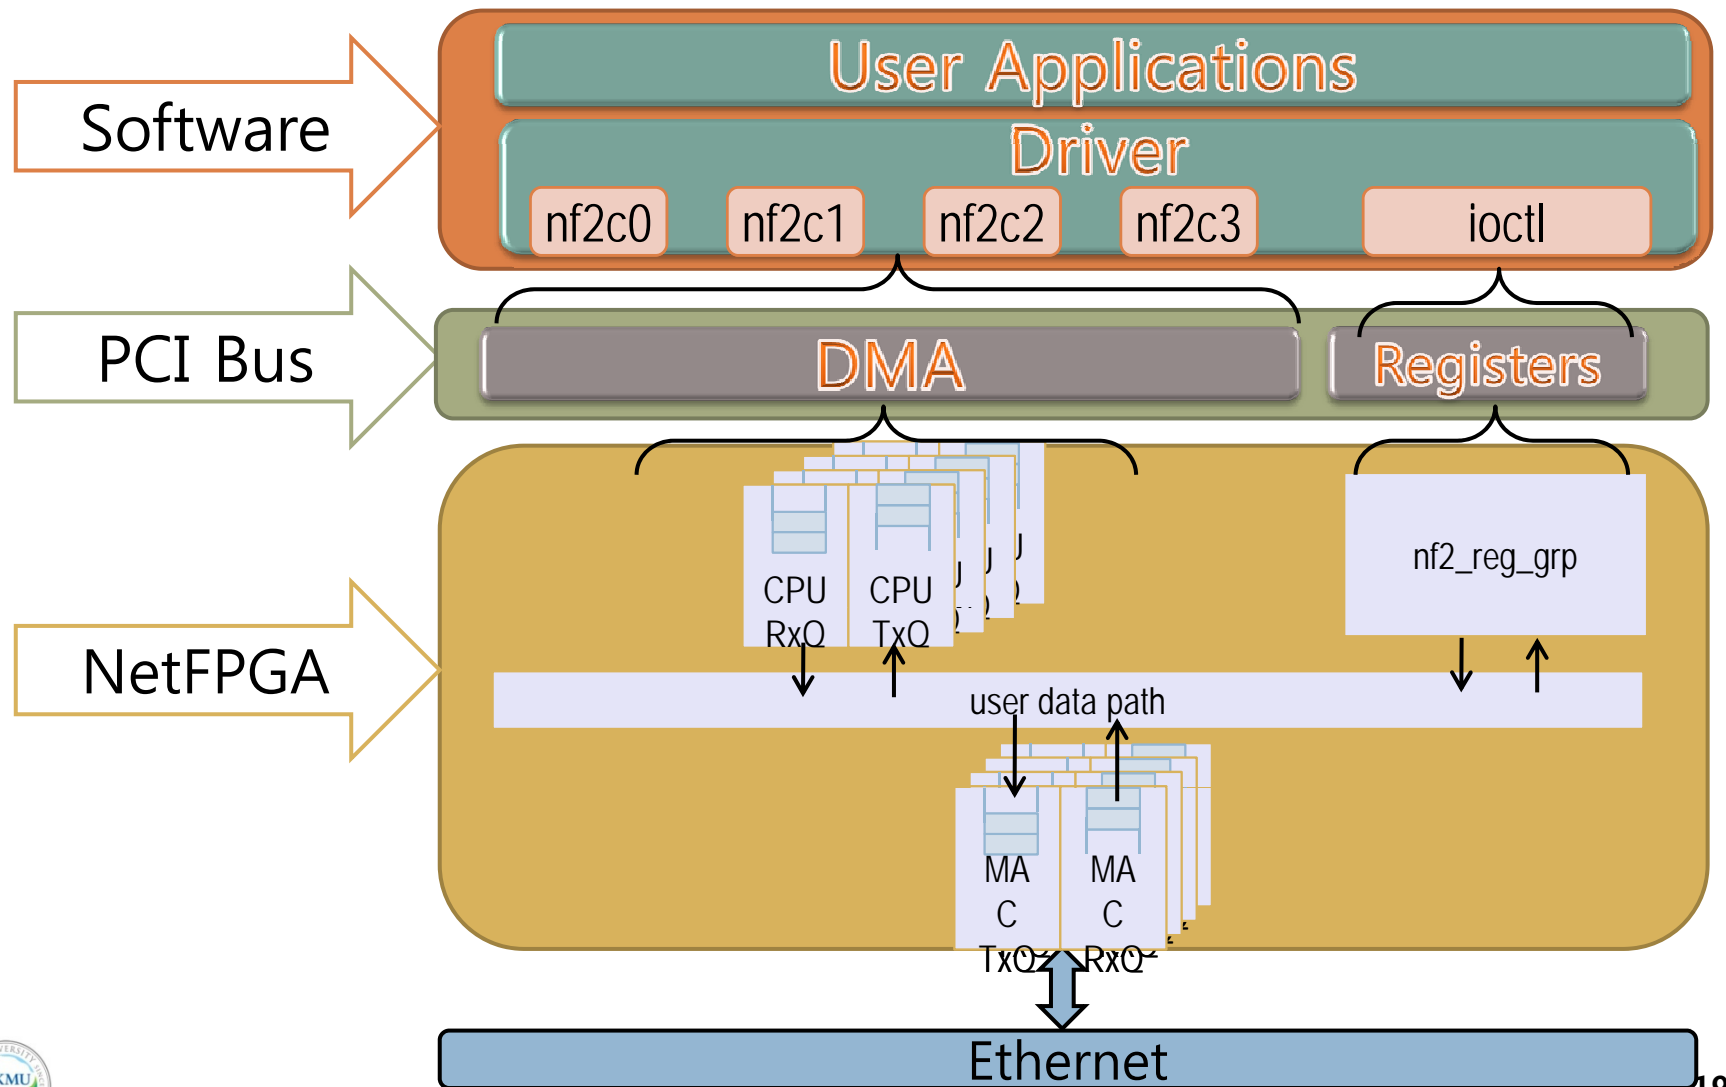 User Applications
Software
Driver
nf2c0 nf2c1 nf2c2 nf2c3 ioctl
PCI Bus
DMA
Registers
nf2_reg_grp
CPU
RxQ
CPU
TxQ
NetFPGA
user data path
MA
C
TxQ
MA
C
RxQ
Ethernet
KMU